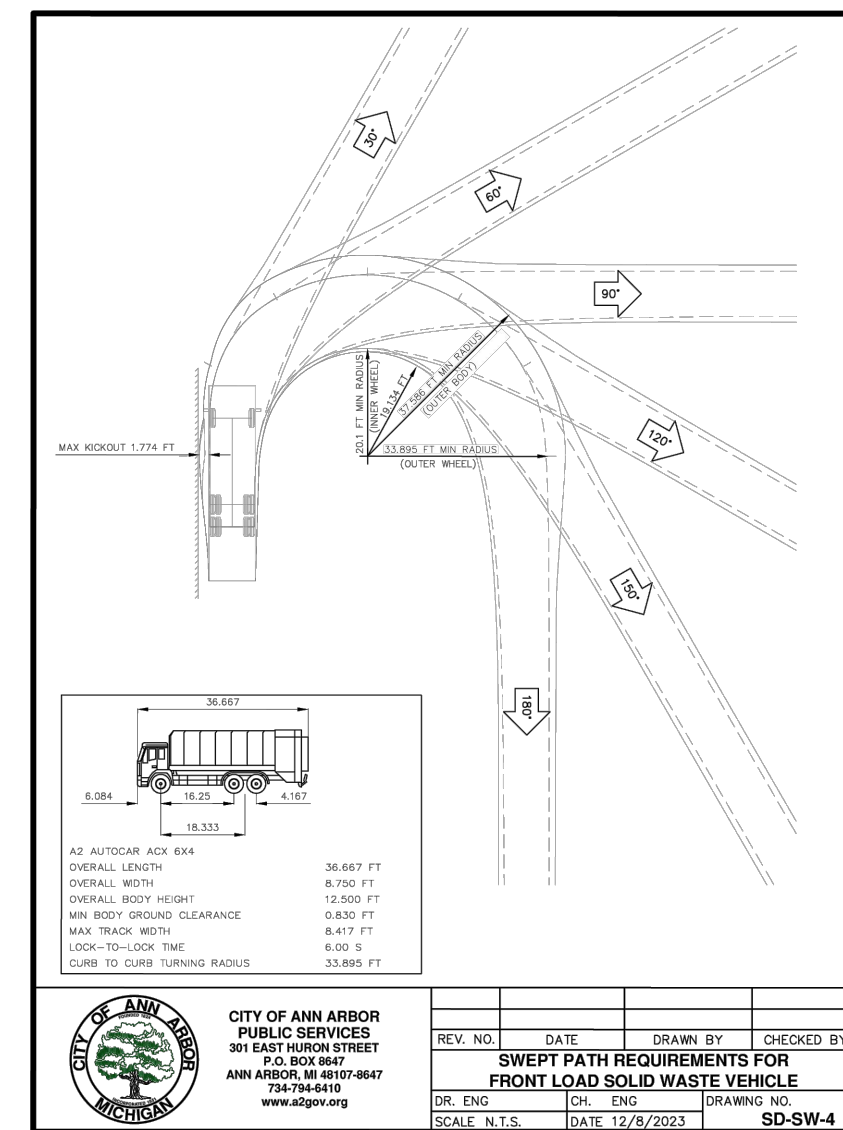 30°
60°
90°
120°
150°
180°
20.1 FT MIN RADIUS
(INNER WHEEL)
19.134 FT
37.586 FT MIN RADIUS
(OUTER BODY)
33.895 FT MIN RADIUS
(OUTER WHEEL)
MAX KICKOUT 1.774 FT
36.667
6.084
16.25
4.167
18.333
A2 AUTOCAR ACX 6X4
OVERALL LENGTH 36.667 FT
OVERALL WIDTH 8.750 FT
OVERALL BODY HEIGHT 12.500 FT
MIN BODY GROUND CLEARANCE 0.830 FT
MAX TRACK WIDTH 8.417 FT
LOCK-TO-LOCK TIME 6.00 S
CURB TO CURB TURNING RADIUS 33.895 FT
CITY OF ANN ARBOR
MICHIGAN
CITY OF ANN ARBOR
PUBLIC SERVICES
301 EAST HURON STREET
P.O. BOX 8647
ANN ARBOR, MI 48107-8647
734-794-6410
www.a2gov.org
REV. NO. DATE DRAWN BY CHECKED BY
SWEPT PATH REQUIREMENTS FOR
FRONT LOAD SOLID WASTE VEHICLE
DR. ENG CH. ENG DRAWING NO.
SCALE N.T.S. DATE 12/8/2023 SD-SW-4